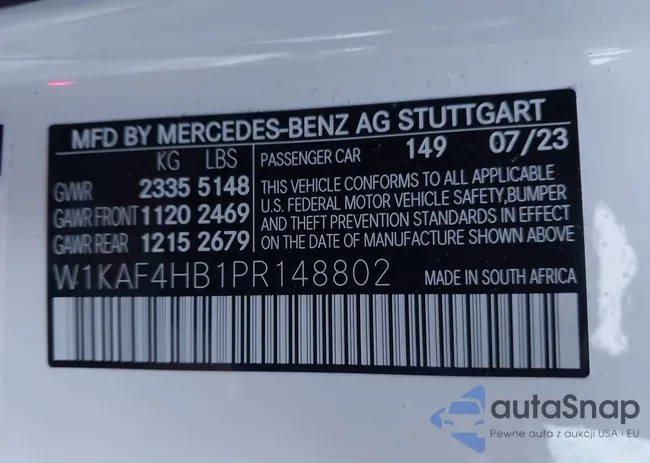 MFD BY MERCEDES-BENZ AG STUTTGART
KG LBS
GVWR 2335 5148
GAWR FRONT 1120 2469
GAWR REAR 1215 2679
PASSENGER CAR 149 07/23
THIS VEHICLE CONFORMS TO ALL APPLICABLE
U.S. FEDERAL MOTOR VEHICLE SAFETY, BUMPER
AND THEFT PREVENTION STANDARDS IN EFFECT
ON THE DATE OF MANUFACTURE SHOWN ABOVE
W1KAF4HB1PR148802
MADE IN SOUTH AFRICA
autaSnap
Pewne auta z aukcji USA i EU